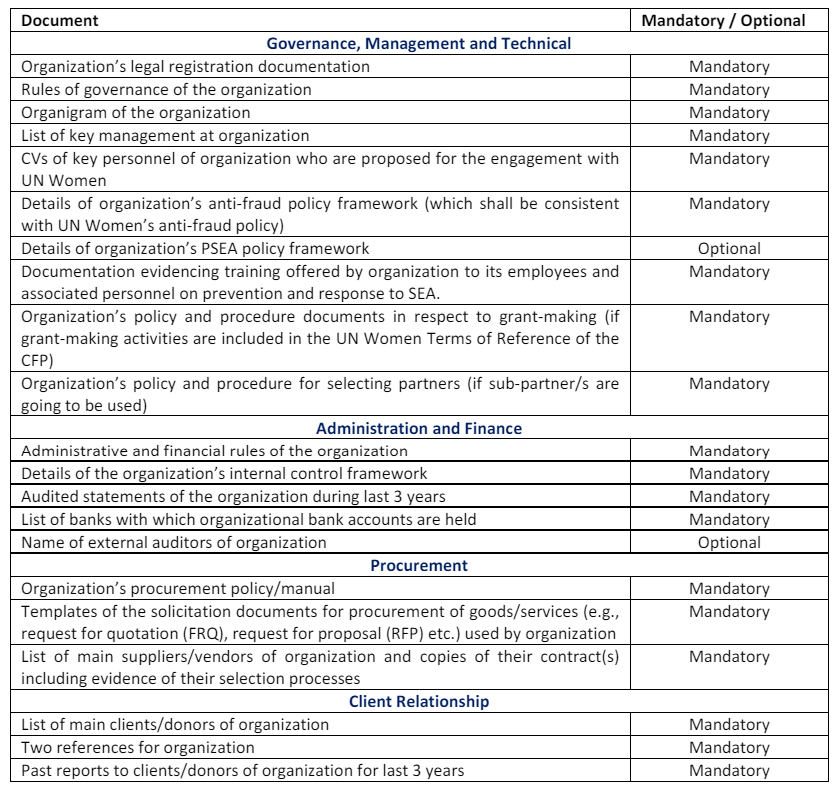 Document Mandatory / Optional
Governance, Management and Technical
Organization’s legal registration documentation Mandatory
Rules of governance of the organization Mandatory
Organigram of the organization Mandatory
List of key management at organization Mandatory
CVs of key personnel of organization who are proposed for the engagement with Mandatory
UN Women
Details of organization’s anti-fraud policy framework (which shall be consistent Mandatory
with UN Women’s anti-fraud policy)
Details of organization’s PSEA policy framework Optional
Documentation evidencing training offered by organization to its employees and Mandatory
associated personnel on prevention and response to SEA.
Organization’s policy and procedure documents in respect to grant-making (if Mandatory
grant-making activities are included in the UN Women Terms of Reference of the
CFP)
Organization’s policy and procedure for selecting partners (if sub-partner/s are Mandatory
going to be used)
Administration and Finance
Administrative and financial rules of the organization Mandatory
Details of the organization’s internal control framework Mandatory
Audited statements of the organization during last 3 years Mandatory
List of banks with which organizational bank accounts are held Mandatory
Name of external auditors of organization Optional
Procurement
Organization’s procurement policy/manual Mandatory
Templates of the solicitation documents for procurement of goods/services (e.g., Mandatory
request for quotation (FRQ), request for proposal (RFP) etc.) used by organization
List of main suppliers/vendors of organization and copies of their contract(s) Mandatory
including evidence of their selection processes
Client Relationship
List of main clients/donors of organization Mandatory
Two references for organization Mandatory
Past reports to clients/donors of organization for last 3 years Mandatory